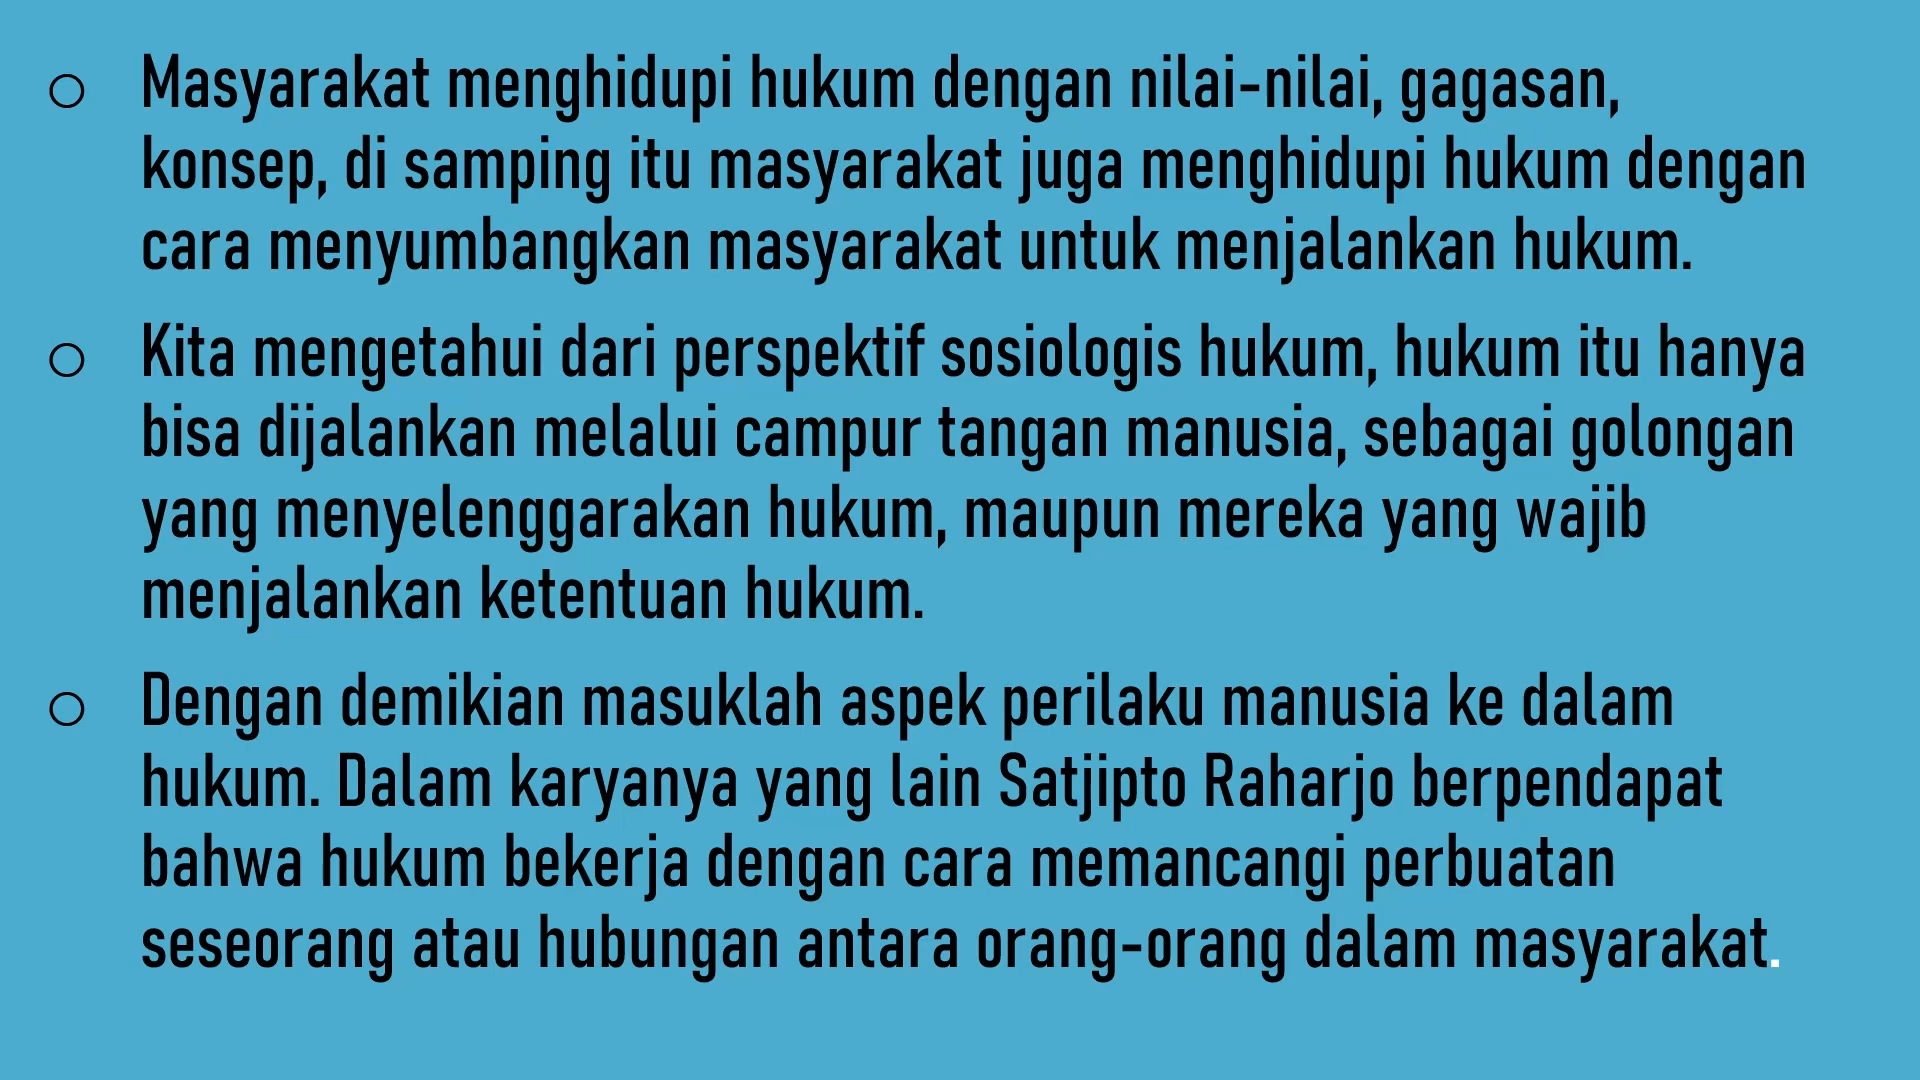 ○ Masyarakat menghidupi hukum dengan nilai-nilai, gagasan,
konsep, di samping itu masyarakat juga menghidupi hukum dengan
cara menyumbangkan masyarakat untuk menjalankan hukum.
○ Kita mengetahui dari perspektif sosiologis hukum, hukum itu hanya
bisa dijalankan melalui campur tangan manusia, sebagai golongan
yang menyelenggarakan hukum, maupun mereka yang wajib
menjalankan ketentuan hukum.
○ Dengan demikian masuklah aspek perilaku manusia ke dalam
hukum. Dalam karyanya yang lain Satjipto Raharjo berpendapat
bahwa hukum bekerja dengan cara memancangi perbuatan
seseorang atau hubungan antara orang-orang dalam masyarakat.